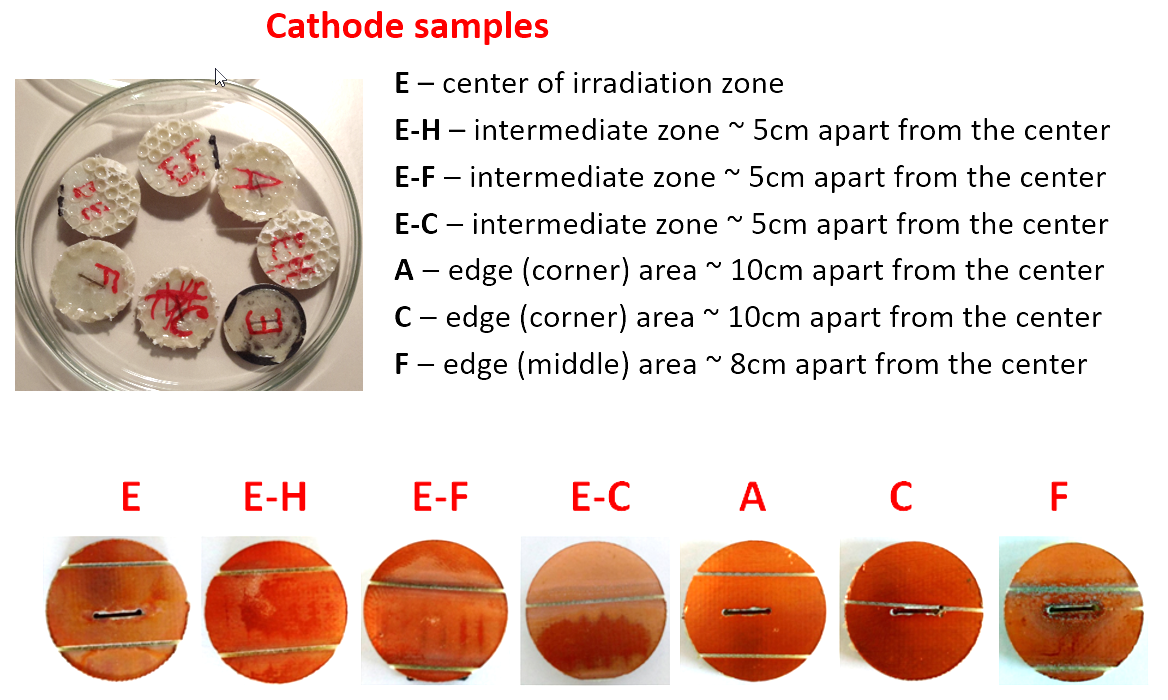 Cathode samples
E – center of irradiation zone
E-H – intermediate zone ~ 5cm apart from the center
E-F – intermediate zone ~ 5cm apart from the center
E-C – intermediate zone ~ 5cm apart from the center
A – edge (corner) area ~ 10cm apart from the center
C – edge (corner) area ~ 10cm apart from the center
F – edge (middle) area ~ 8cm apart from the center
A
F
E
E E-H E-F E-C A C F